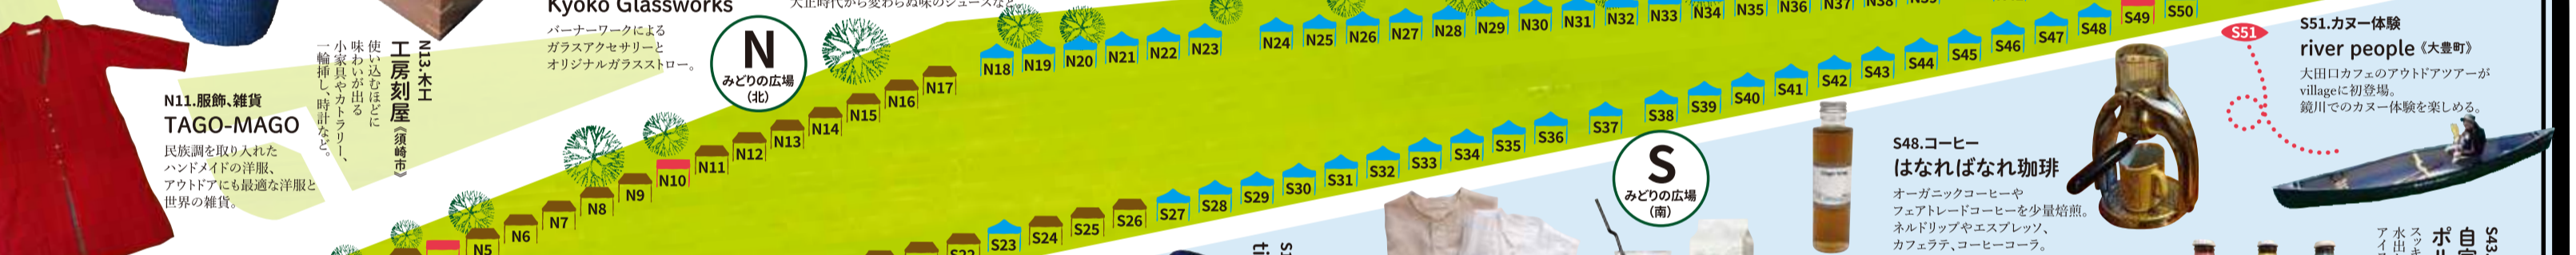 Kyoko Glassworks
バーナーワークによる
ガラスアクセサリーと
オリジナルガラスストロー。
N11.服飾、雑貨
TAGO-MAGO
民族調を取り入れた
ハンドメイドの洋服、
アウトドアにも最適な洋服と
世界の雑貨。
N13.木工
工房刻屋《須崎市》
使い込むほどに
味わいが出る
小家具やカトラリー、
一輪挿し、時計など。
N
みどりの広場
（北）
N5
N6
N7
N8
N9
N10
N11
N12
N13
N14
N15
N16
N17
N18
N19
N20
N21
N22
N23
N24
N25
N26
N27
N28
N29
N30
N31
N32
N33
N34
N35
N36
N37
N38
S23
S24
S25
S26
S27
S28
S29
S30
S31
S32
S33
S34
S35
S36
S37
S38
S39
S40
S41
S42
S43
S44
S45
S46
S47
S48
S49
S50
S
みどりの広場
（南）
S48.コーヒー
はなればなれ珈琲
オーガニックコーヒーや
フェアトレードコーヒーを少量焙煎。
ネルドリップやエスプレッソ、
カフェラテ、コーヒーコーラ。
S51
S51.カヌー体験
river people《大豊町》
大田口カフェのアウトドアツアーが
villageに初登場。
鏡川でのカヌー体験を楽しめる。
S43.